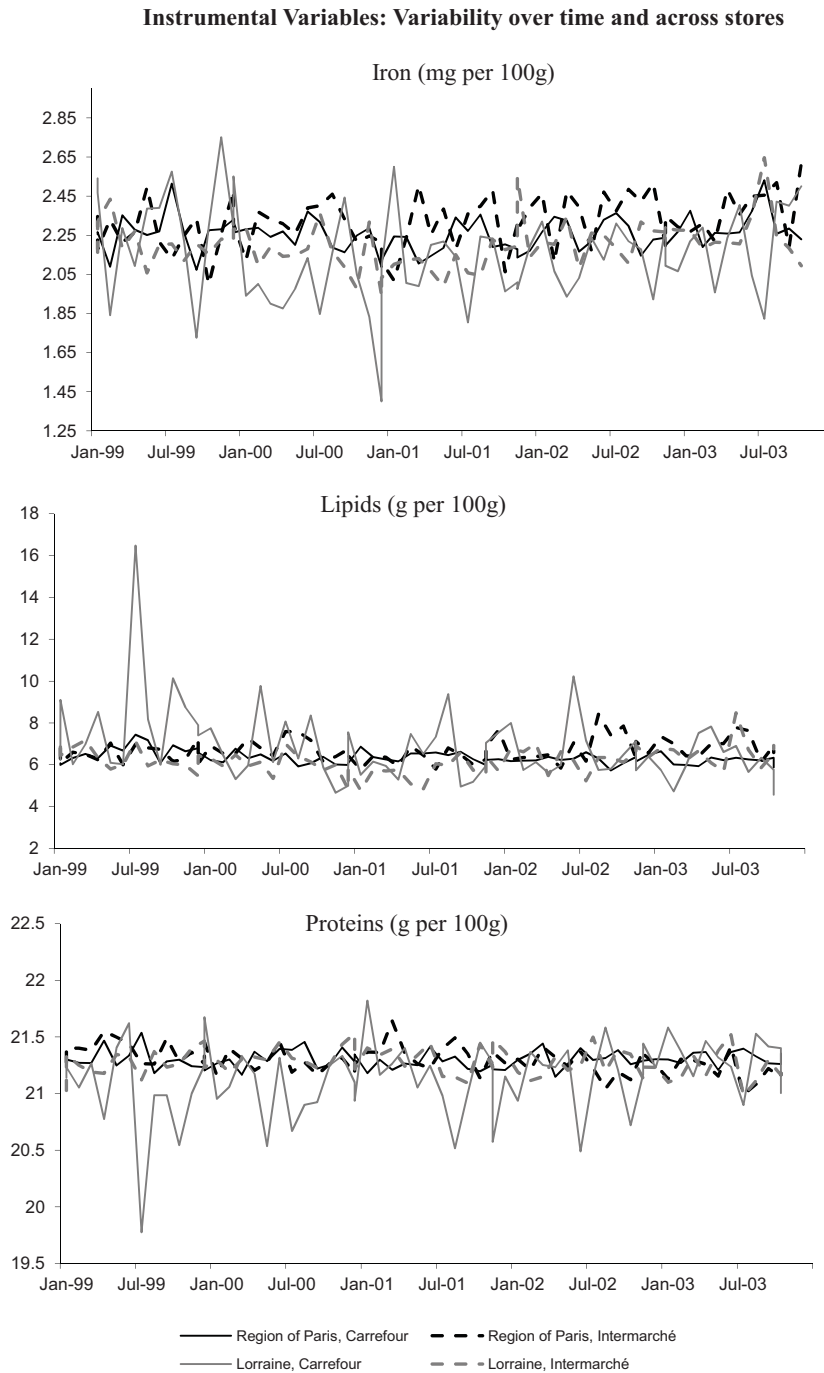 Instrumental Variables: Variability over time and across stores
Iron (mg per 100g)
2.85
2.65
2.45
2.25
2.05
1.85
1.65
1.45
1.25
Jan-99 Jul-99 Jan-00 Jul-00 Jan-01 Jul-01 Jan-02 Jul-02 Jan-03 Jul-03
Lipids (g per 100g)
18
16
14
12
10
8
6
4
2
Jan-99 Jul-99 Jan-00 Jul-00 Jan-01 Jul-01 Jan-02 Jul-02 Jan-03 Jul-03
Proteins (g per 100g)
22.5
22
21.5
21
20.5
20
19.5
Jan-99 Jul-99 Jan-00 Jul-00 Jan-01 Jul-01 Jan-02 Jul-02 Jan-03 Jul-03
Region of Paris, Carrefour Region of Paris, Intermarché
Lorraine, Carrefour Lorraine, Intermarché